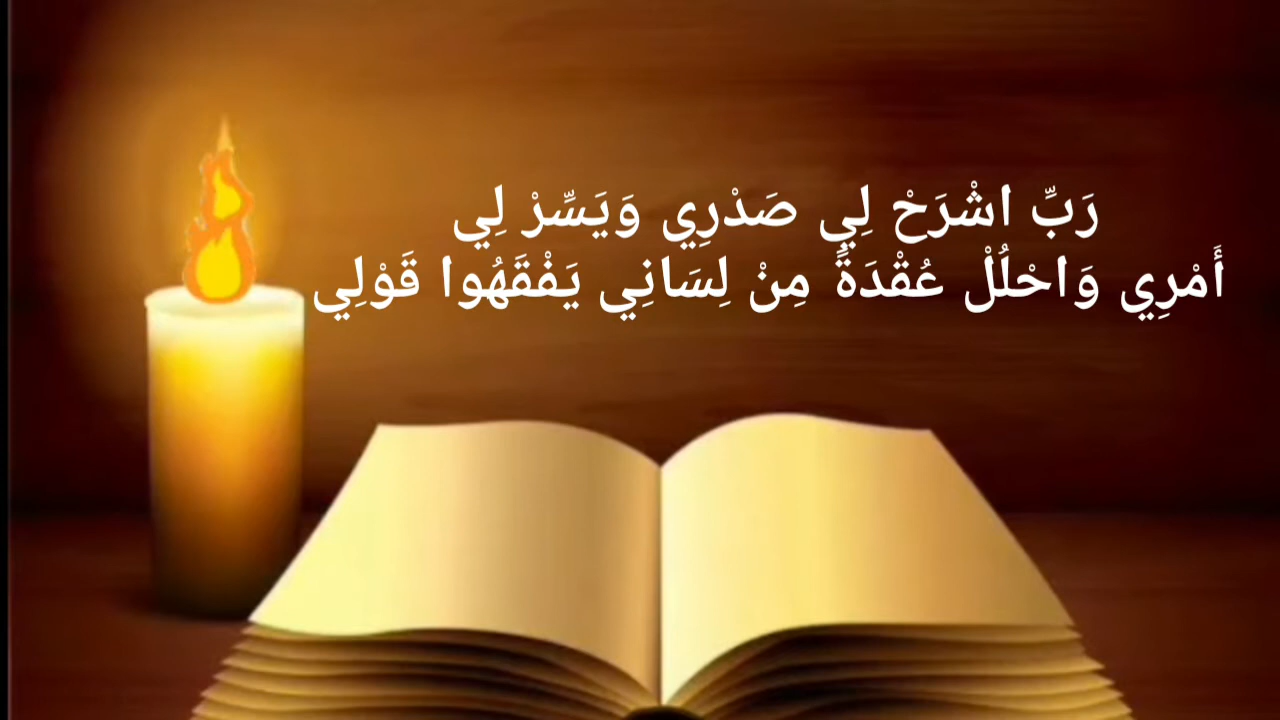 رَبِّ اشْرَحْ لِي صَدْرِي وَيَسِّرْ لِي
أَمْرِي وَاحْلُلْ عُقْدَةً مِنْ لِسَانِي يَفْقَهُوا قَوْلِي